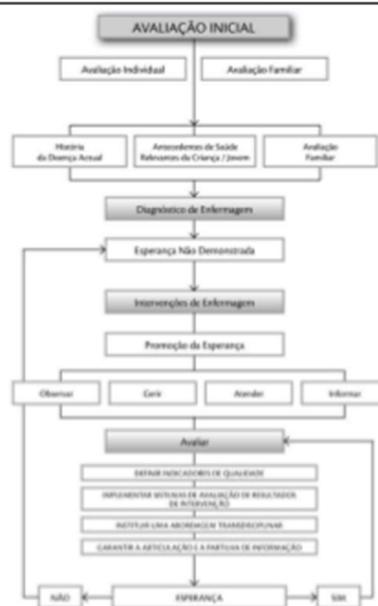 AVALIAÇÃO INICIAL
Avaliação Individual
Avaliação Familiar
História
da Doença Actual
Antecedentes de Saúde
Relevantes da Criança / Jovem
Avaliação
Familiar
Diagnóstico de Enfermagem
Esperança Não Demonstrada
Intervenções de Enfermagem
Promoção da Esperança
Observar
Gerir
Atender
Informar
Avaliar
DEFINIR INDICADORES DE QUALIDADE
IMPLEMENTAR SISTEMAS DE AVALIAÇÃO DE RESULTADOS
DE INTERVENÇÃO
INSTITUIR UMA ABORDAGEM TRANSDISCIPLINAR
GARANTIR A ARTICULAÇÃO E A PARTILHA DE INFORMAÇÃO
NÃO
ESPERANÇA
SIM